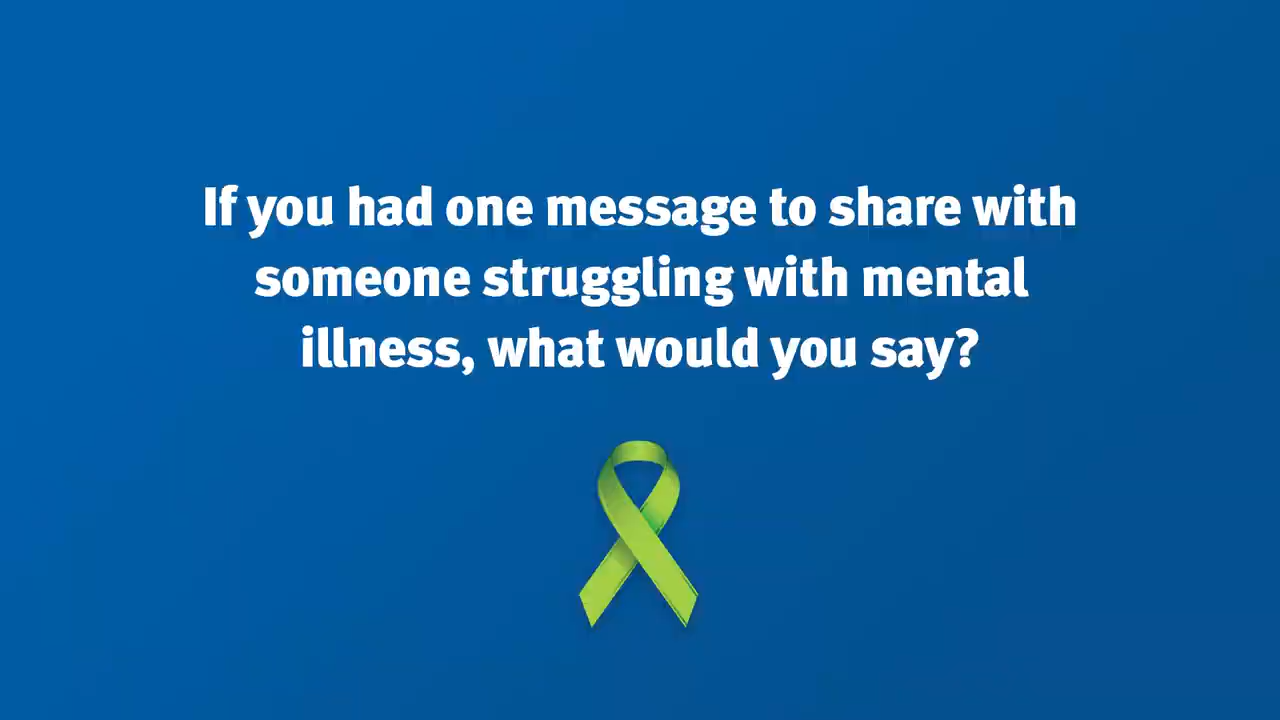 If you had one message to share with
someone struggling with mental
illness, what would you say?